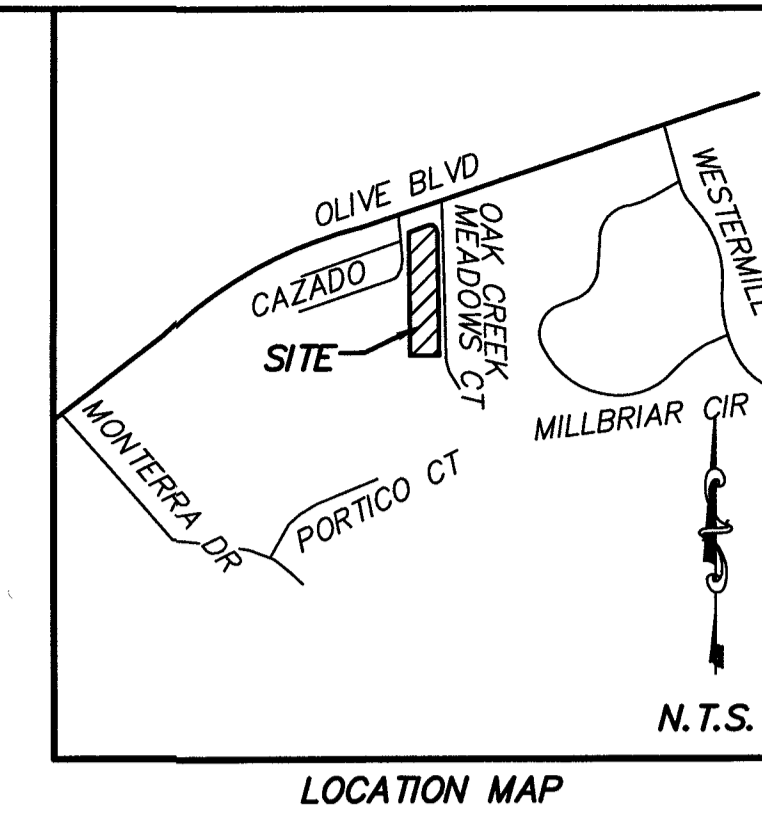 OLIVE BLVD
WESTERMILL
OAK CREEK
MEADOWS CT
CAZADO
SITE
MILLBRIAR CIR
MONTERRA DR
PORTICO CT
N.T.S.
LOCATION MAP